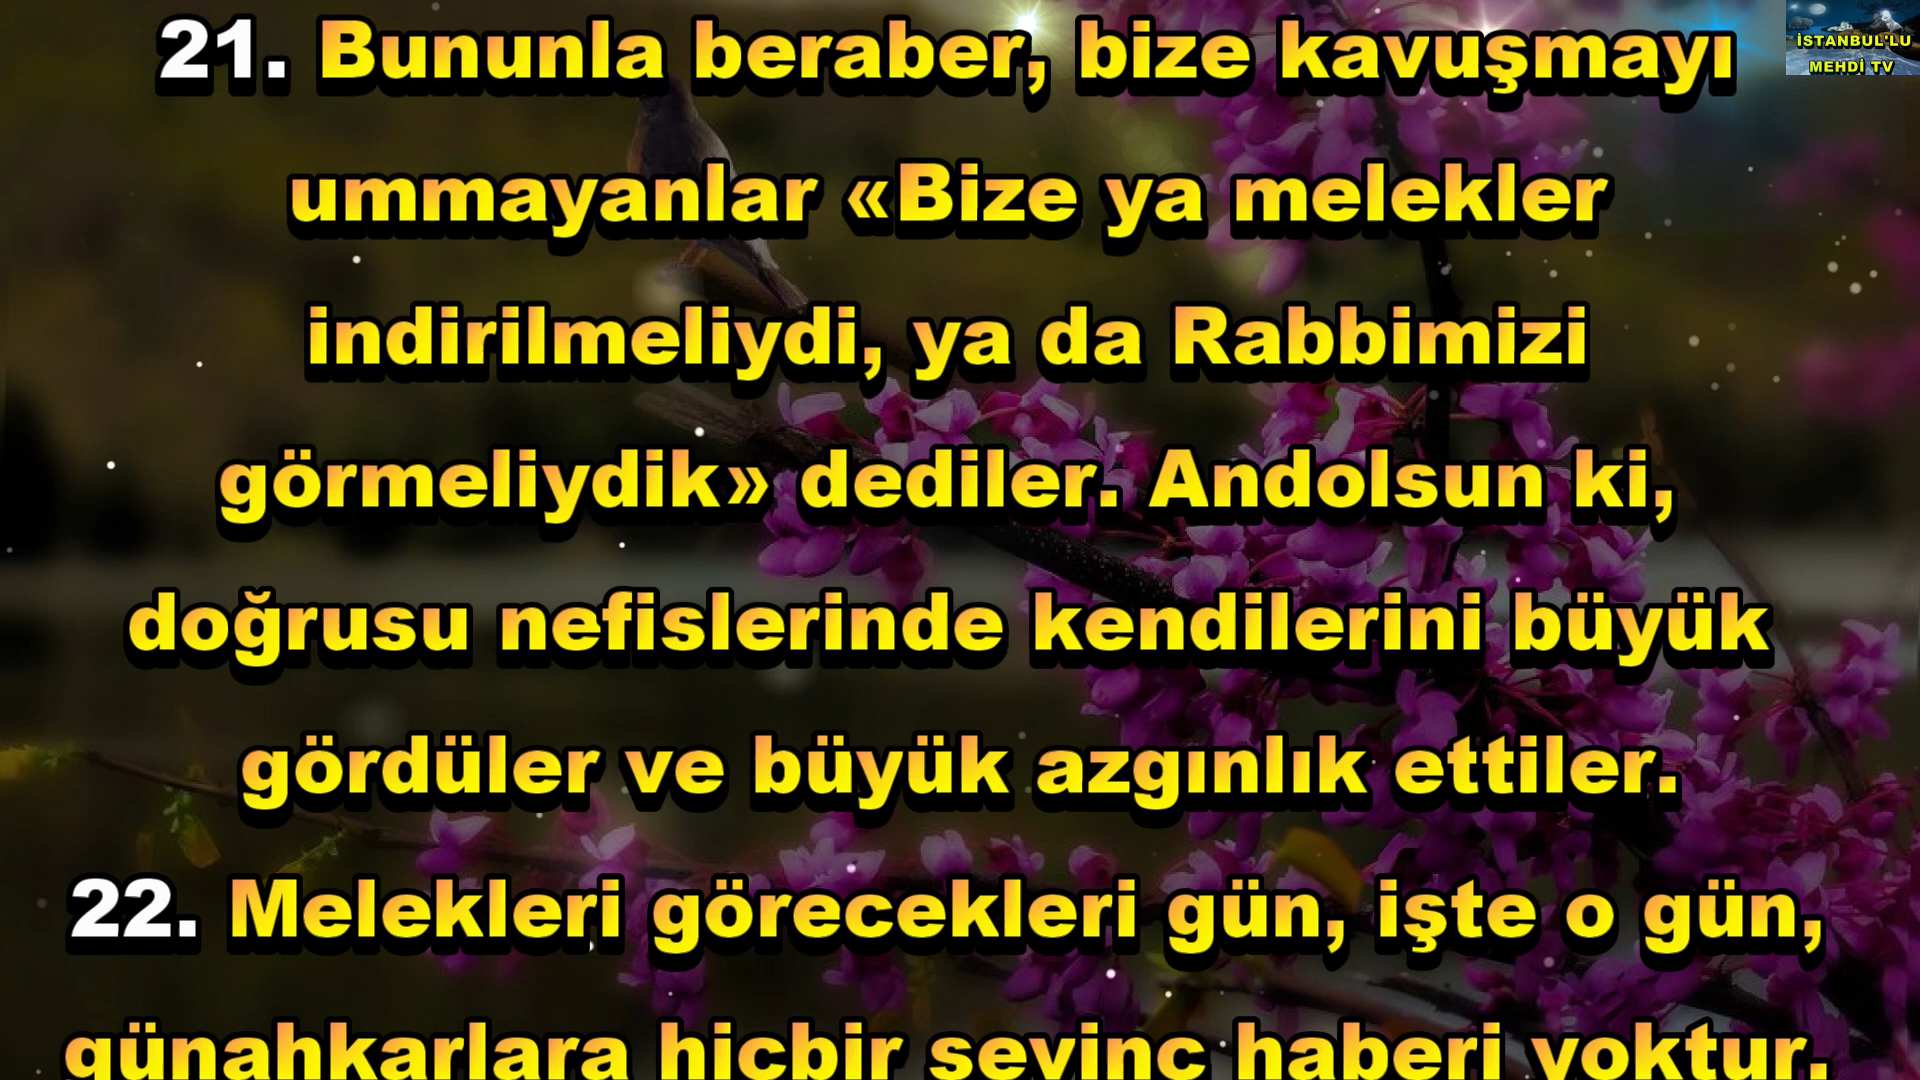 21. Bununla beraber, bize kavuşmayı
ummayanlar «Bize ya melekler
indirilmeliydi, ya da Rabbimizi
görmeliydik» dediler. Andolsun ki,
doğrusu nefislerinde kendilerini büyük
gördüler ve büyük azgınlık ettiler.
22. Melekleri görecekleri gün, işte o gün,
günahkarlara hiçbir sevinç haberi yoktur.
İSTANBUL'LU
MEHDİ TV